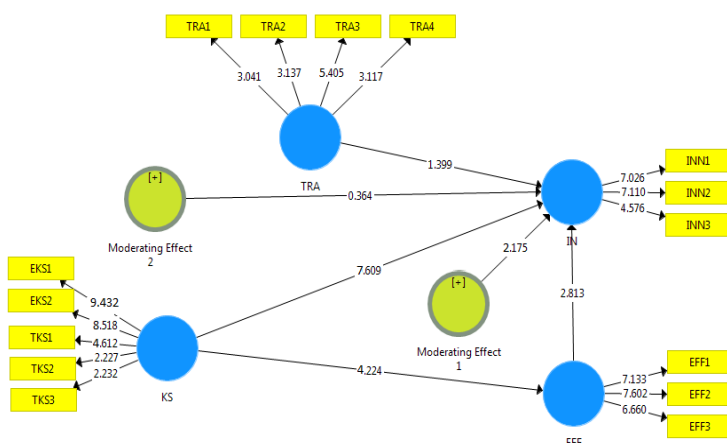 TRA1 TRA2 TRA3 TRA4
3.041 3.137 5.405 3.117
TRA
1.399
[+]
0.364
Moderating Effect
2
INN1
INN2
INN3
7.026
7.110
4.576
IN
7.609
2.175
[+]
Moderating Effect
1
2.813
EKS1
EKS2
TKS1
TKS2
TKS3
9.432
8.518
4.612
2.227
2.232
KS
4.224
EFF1
EFF2
EFF3
7.133
7.602
6.660
EFF